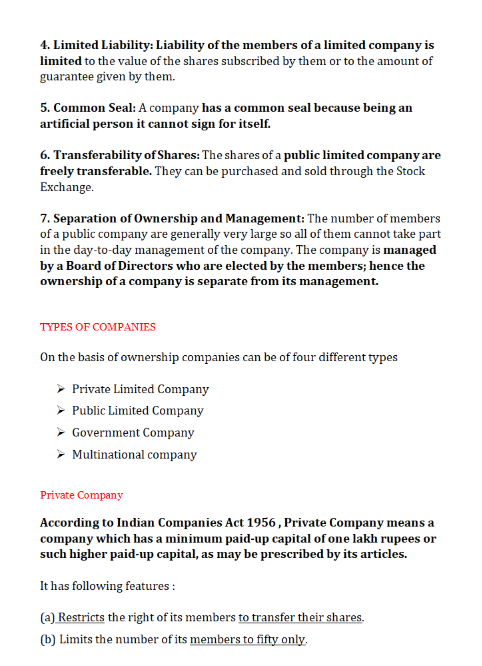 4. Limited Liability: Liability of the members of a limited company is
limited to the value of the shares subscribed by them or to the amount of
guarantee given by them.
5. Common Seal: A company has a common seal because being an
artificial person it cannot sign for itself.
6. Transferability of Shares: The shares of a public limited company are
freely transferable. They can be purchased and sold through the Stock
Exchange.
7. Separation of Ownership and Management: The number of members
of a public company are generally very large so all of them cannot take part
in the day-to-day management of the company. The company is managed
by a Board of Directors who are elected by the members; hence the
ownership of a company is separate from its management.
TYPES OF COMPANIES
On the basis of ownership companies can be of four different types
➢ Private Limited Company
➢ Public Limited Company
➢ Government Company
➢ Multinational company
Private Company
According to Indian Companies Act 1956 , Private Company means a
company which has a minimum paid-up capital of one lakh rupees or
such higher paid-up capital, as may be prescribed by its articles.
It has following features :
(a) Restricts the right of its members to transfer their shares.
(b) Limits the number of its members to fifty only.